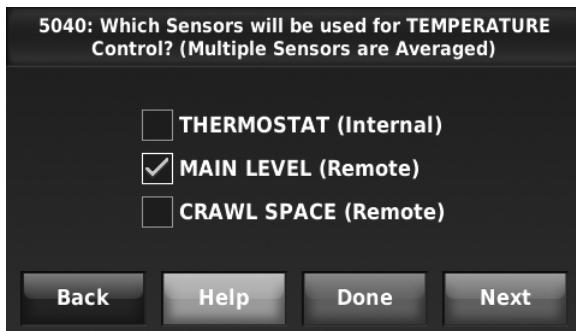 5040: Which Sensors will be used for TEMPERATURE
Control? (Multiple Sensors are Averaged)
THERMOSTAT (Internal)
MAIN LEVEL (Remote)
CRAWL SPACE (Remote)
Back Help Done Next